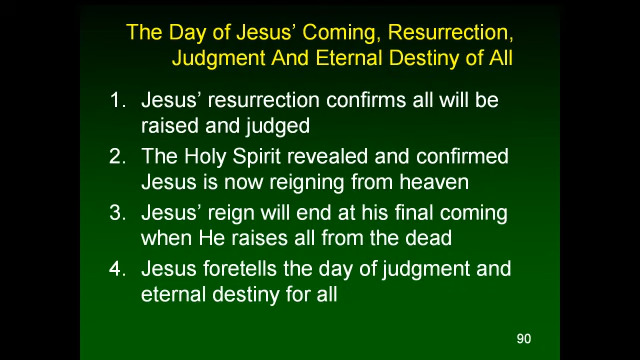 The Day of Jesus' Coming, Resurrection,
Judgment And Eternal Destiny of All
1. Jesus' resurrection confirms all will be
raised and judged
2. The Holy Spirit revealed and confirmed
Jesus is now reigning from heaven
3. Jesus' reign will end at his final coming
when He raises all from the dead
4. Jesus foretells the day of judgment and
eternal destiny for all
90